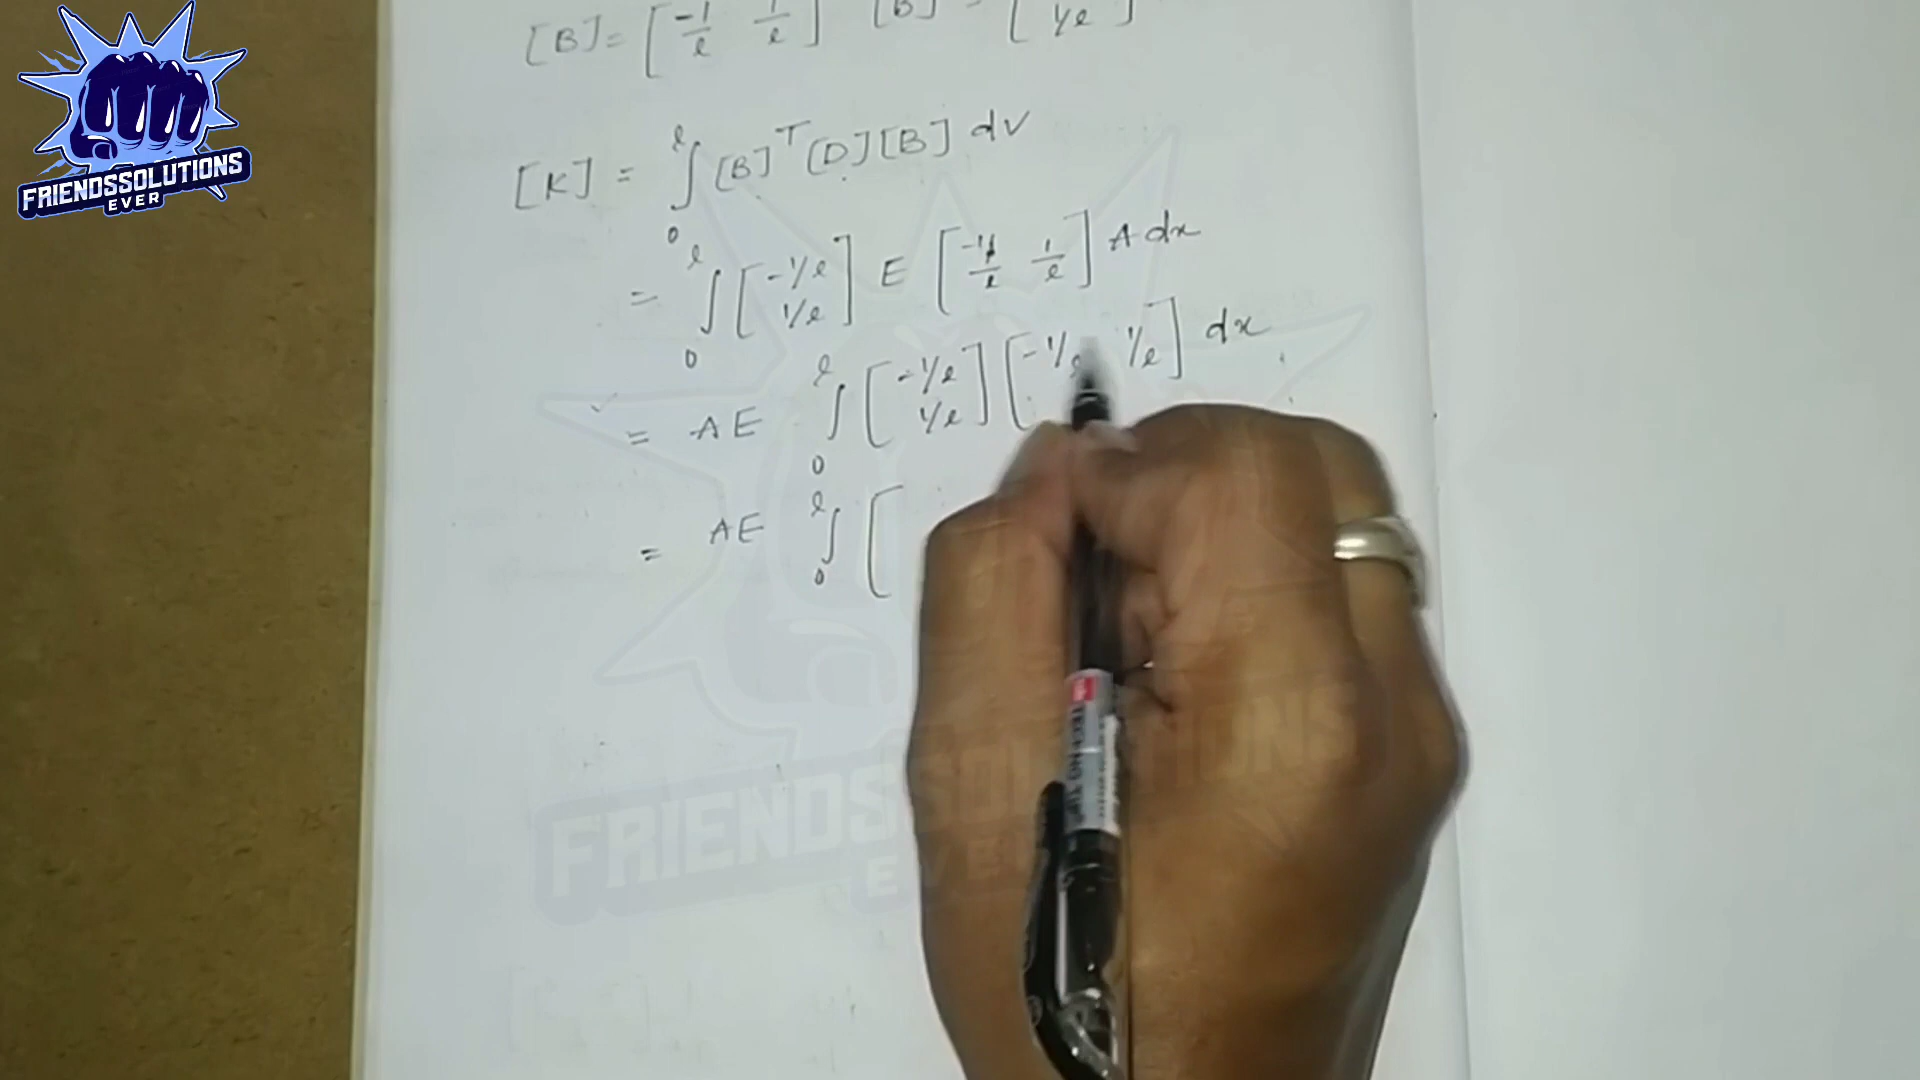 FRIENDSSOLUTIONS
EVER
[B] = [ -1/l 1/l ] [B] = [ 1/l ]
[K] = ∫₀ˡ [B]ᵀ [D] [B] dV
= ∫₀ˡ [ -1/l 1/l ] E [ -1/l 1/l ] A dx
= AE ∫₀ˡ [ -1/l 1/l ] [ -1/l 1/l ] dx
= AE ∫₀ˡ [
FRIENDSSOLUTIONS
EVER